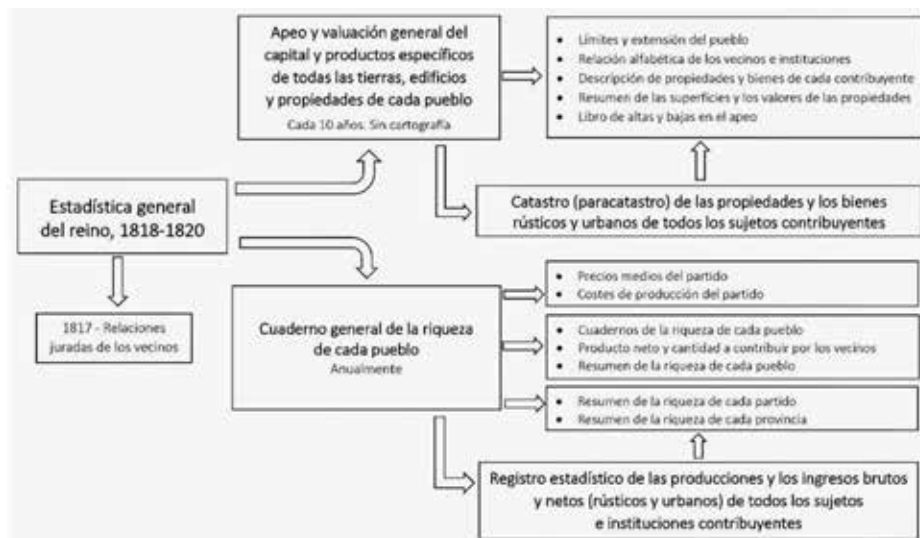 Apeo y valuación general del
capital y productos específicos
de todas las tierras, edificios
y propiedades de cada pueblo
Cada 10 años. Sin cartografía
• Límites y extensión del pueblo
• Relación alfabética de los vecinos e instituciones
• Descripción de propiedades y bienes de cada contribuyente
• Resumen de las superficies y los valores de las propiedades
• Libro de altas y bajas en el apeo
Estadística general
del reino, 1818-1820
Catastro (paracatastro) de las propiedades y los bienes
rústicos y urbanos de todos los sujetos contribuyentes
1817 - Relaciones
juradas de los vecinos
Cuaderno general de la riqueza
de cada pueblo
Anualmente
• Precios medios del partido
• Costes de producción del partido
• Cuadernos de la riqueza de cada pueblo
• Producto neto y cantidad a contribuir por los vecinos
• Resumen de la riqueza de cada pueblo
• Resumen de la riqueza de cada partido
• Resumen de la riqueza de cada provincia
Registro estadístico de las producciones y los ingresos brutos
y netos (rústicos y urbanos) de todos los sujetos
e instituciones contribuyentes